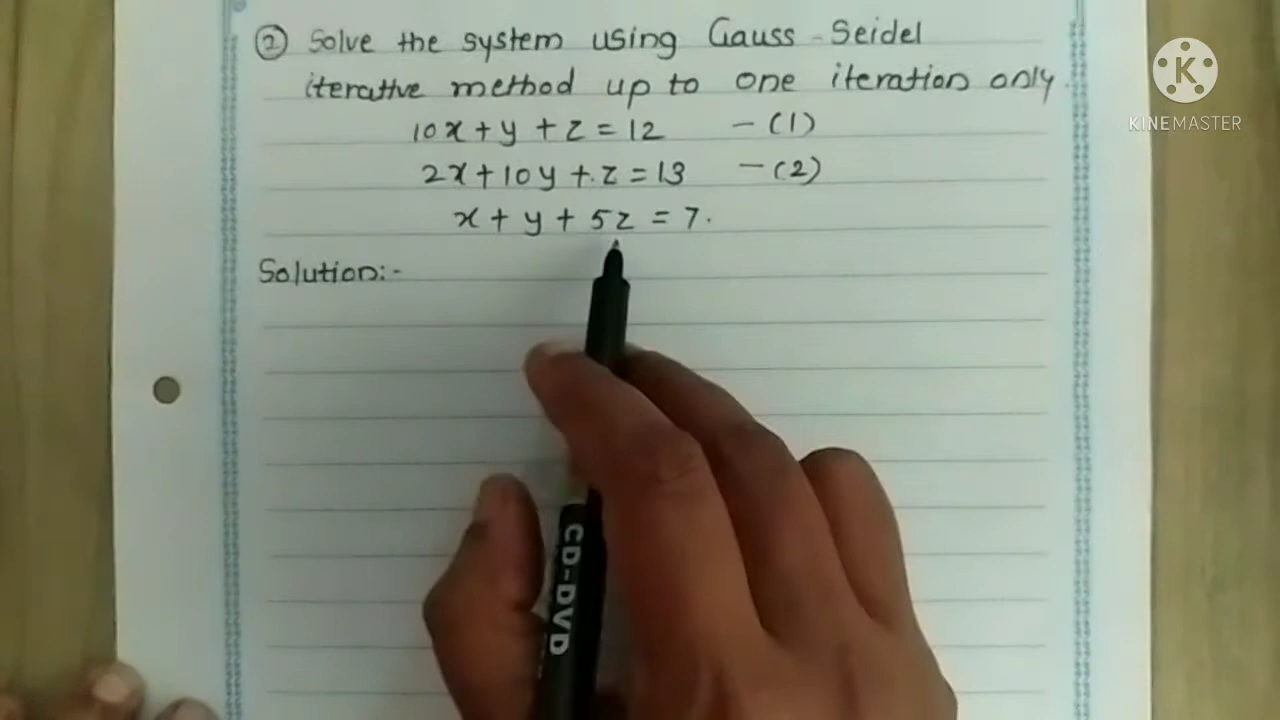 ② Solve the system using Gauss-Seidel
iterative method up to one iteration only.
10x + y + z = 12 - (1)
2x + 10y + z = 13 - (2)
x + y + 5z = 7.
Solution:-
CD-DVD
K
KINEMASTER